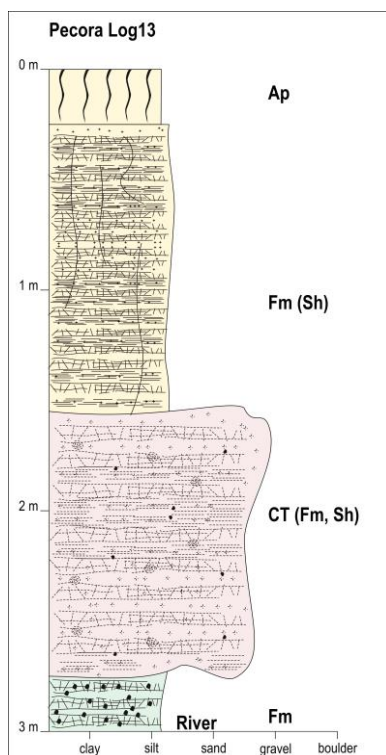 Pecora Log13
0 m
Ap
1 m
Fm (Sh)
2 m
CT (Fm, Sh)
3 m
River
Fm
clay silt sand gravel boulder